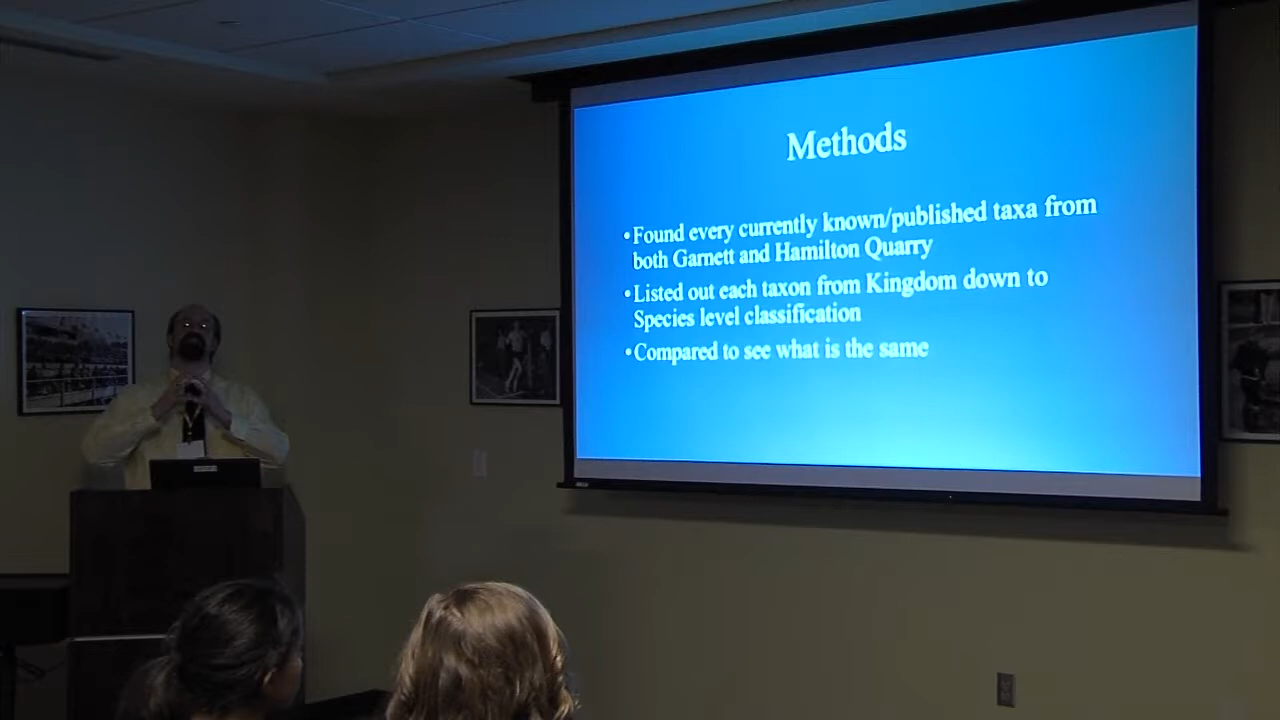 Methods
•Found every currently known/published taxa from
both Garnett and Hamilton Quarry
•Listed out each taxon from Kingdom down to
Species level classification
•Compared to see what is the same